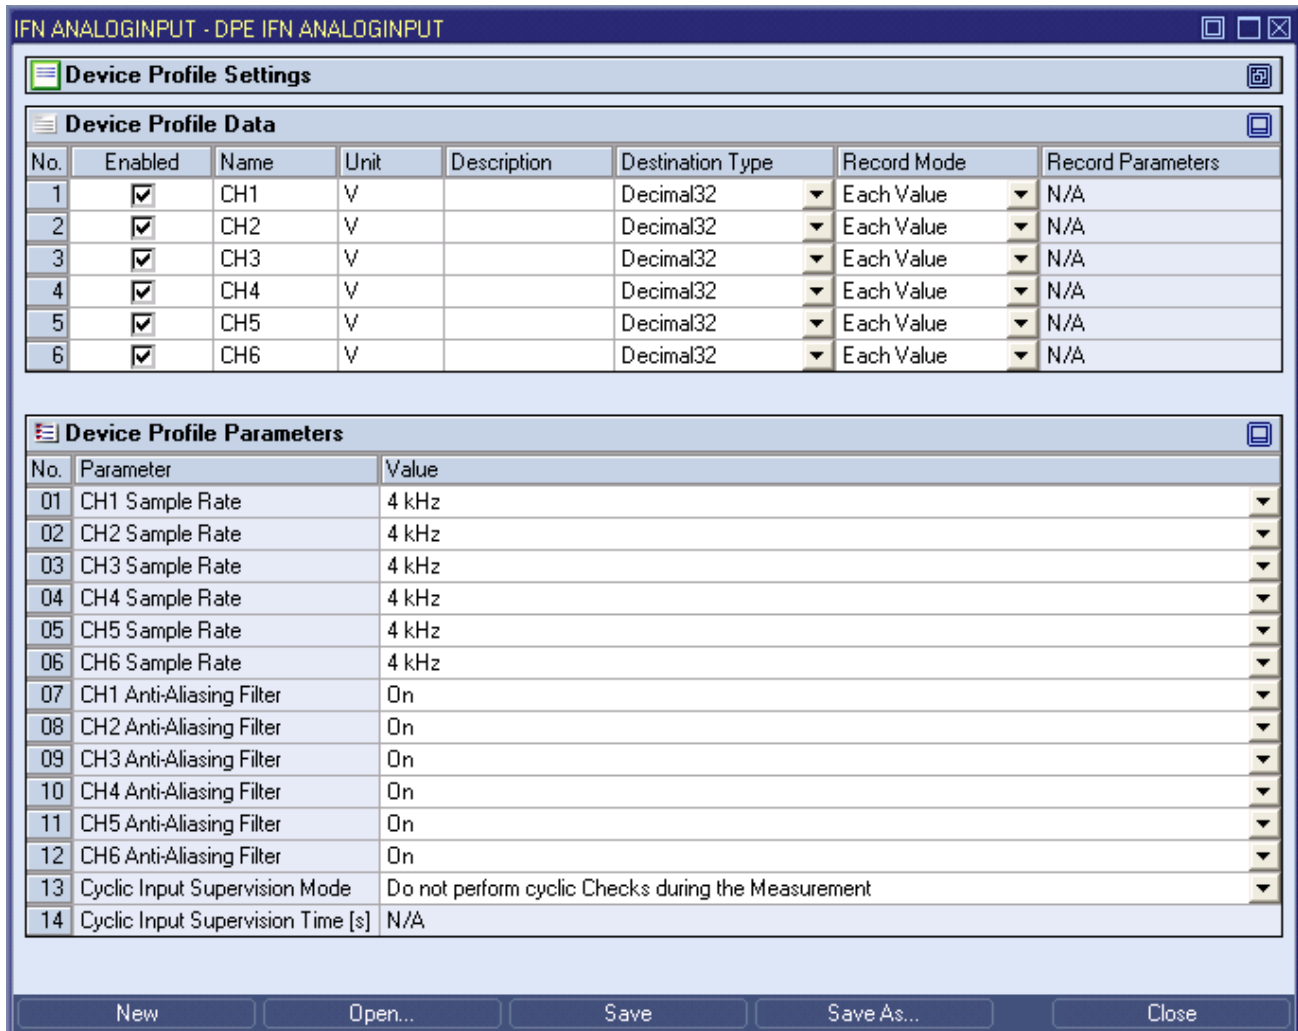 IFN ANALOGINPUT - DPE IFN ANALOGINPUT
Device Profile Settings
Device Profile Data
No. Enabled Name Unit Description Destination Type Record Mode Record Parameters
1 CH1 V Decimal32 Each Value N/A
2 CH2 V Decimal32 Each Value N/A
3 CH3 V Decimal32 Each Value N/A
4 CH4 V Decimal32 Each Value N/A
5 CH5 V Decimal32 Each Value N/A
6 CH6 V Decimal32 Each Value N/A
Device Profile Parameters
No. Parameter Value
01 CH1 Sample Rate 4 kHz
02 CH2 Sample Rate 4 kHz
03 CH3 Sample Rate 4 kHz
04 CH4 Sample Rate 4 kHz
05 CH5 Sample Rate 4 kHz
06 CH6 Sample Rate 4 kHz
07 CH1 Anti-Aliasing Filter On
08 CH2 Anti-Aliasing Filter On
09 CH3 Anti-Aliasing Filter On
10 CH4 Anti-Aliasing Filter On
11 CH5 Anti-Aliasing Filter On
12 CH6 Anti-Aliasing Filter On
13 Cyclic Input Supervision Mode Do not perform cyclic Checks during the Measurement
14 Cyclic Input Supervision Time [s] N/A
New Open... Save Save As... Close